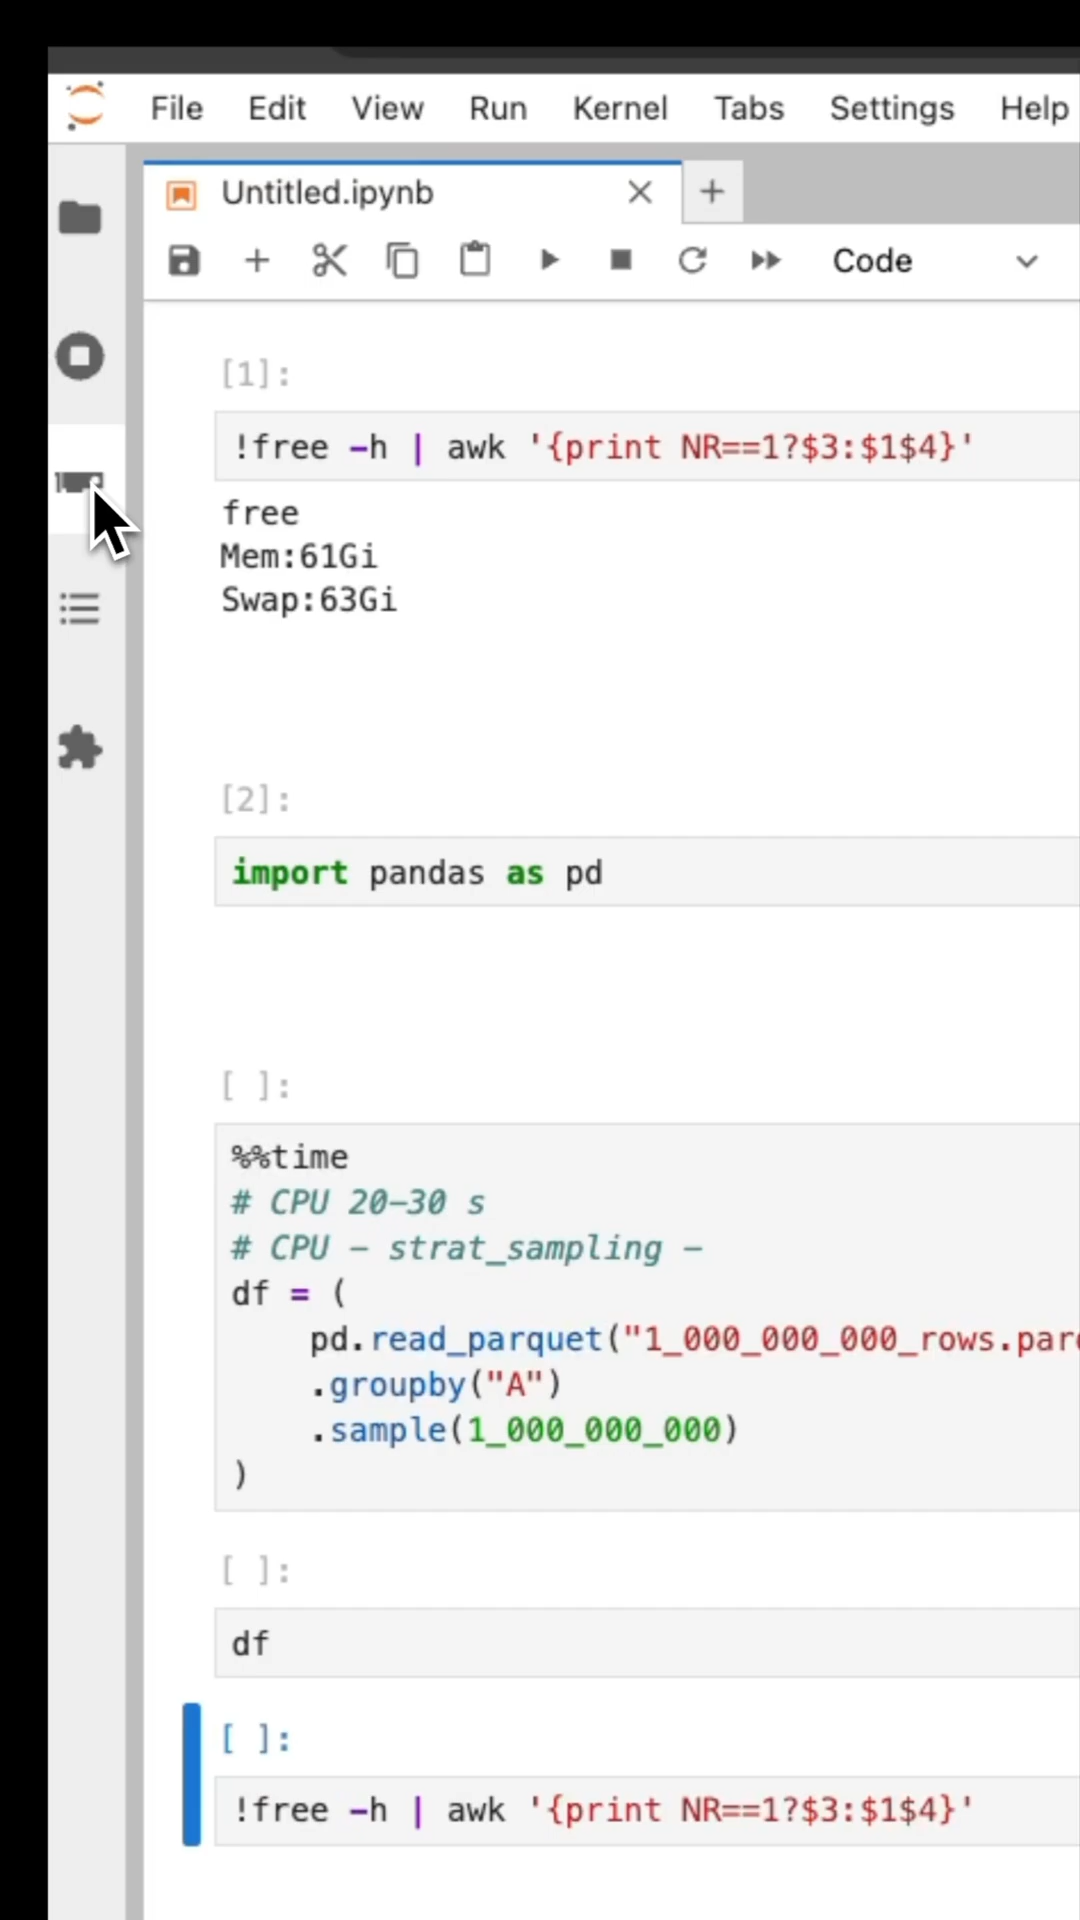 File Edit View Run Kernel Tabs Settings Help
Untitled.ipynb
Code
[1]:
!free -h | awk '{print NR==1?$3:$1$4}'
free
Mem:61Gi
Swap:63Gi
[2]:
import pandas as pd
[ ]:
%%time
# CPU 20-30 s
# CPU - strat_sampling -
df = (
pd.read_parquet("1_000_000_000_rows.parq
.groupby("A")
.sample(1_000_000_000)
)
[ ]:
df
[ ]:
!free -h | awk '{print NR==1?$3:$1$4}'